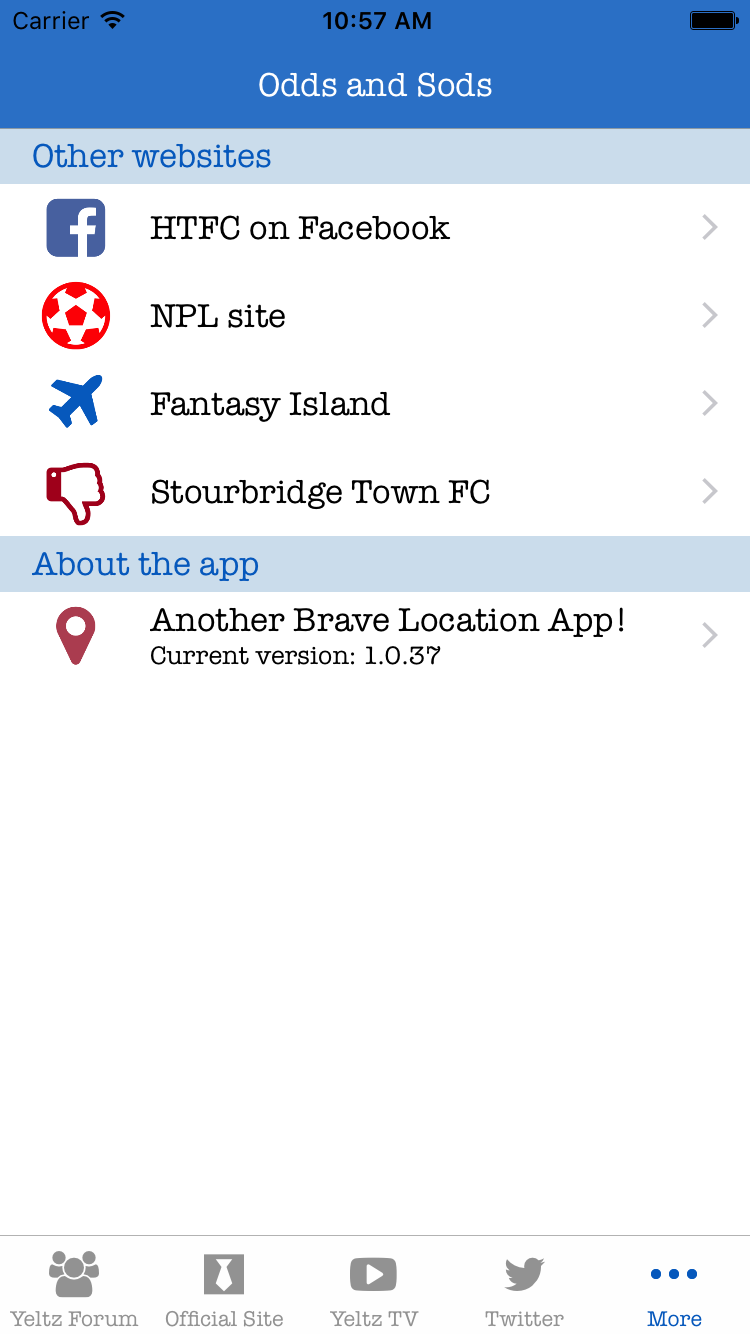 Carrier 10:57 AM
Odds and Sods
Other websites
HTFC on Facebook
NPL site
Fantasy Island
Stourbridge Town FC
About the app
Another Brave Location App!
Current version: 1.0.37
Yeltz Forum Official Site Yeltz TV Twitter More